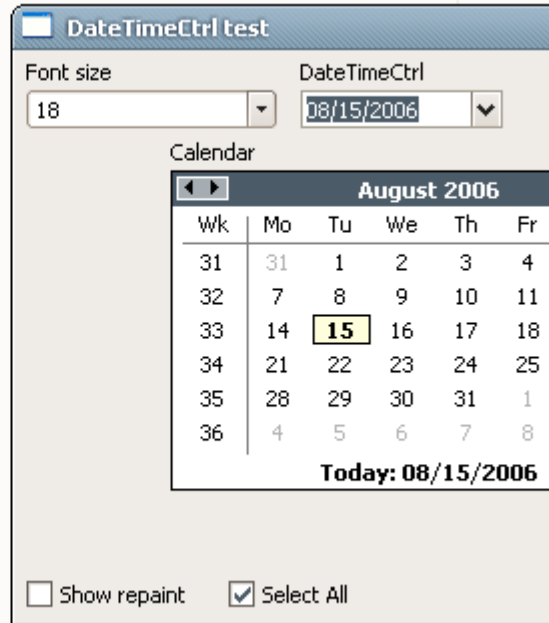 DateTimeCtrl test
Font size DateTimeCtrl
18 08/15/2006
Calendar
August 2006
Wk Mo Tu We Th Fr
31 31 1 2 3 4
32 7 8 9 10 11
33 14 15 16 17 18
34 21 22 23 24 25
35 28 29 30 31 1
36 4 5 6 7 8
Today: 08/15/2006
Show repaint Select All